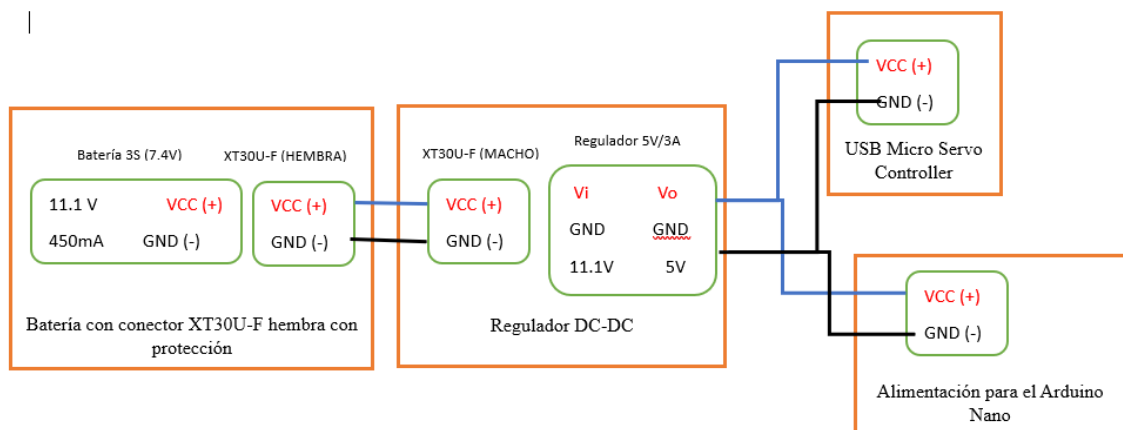 Batería 3S (7.4V)
11.1 V
VCC (+)
450mA
GND (-)
XT30U-F (HEMBRA)
VCC (+)
GND (-)
Batería con conector XT30U-F hembra con
protección
XT30U-F (MACHO)
VCC (+)
GND (-)
Regulador 5V/3A
Vi
Vo
GND
GND
11.1V
5V
Regulador DC-DC
VCC (+)
GND (-)
USB Micro Servo
Controller
VCC (+)
GND (-)
Alimentación para el Arduino
Nano